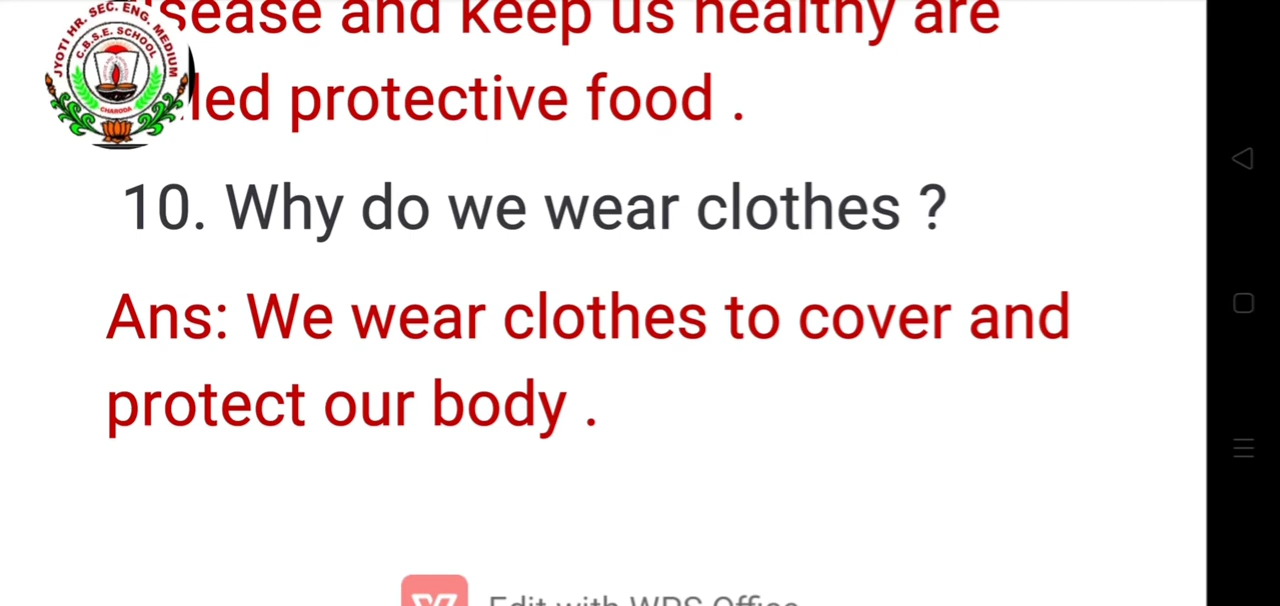 sease and keep us healthy are
led protective food .
10. Why do we wear clothes ?
Ans: We wear clothes to cover and
protect our body .
JYOTI HR. SEC. ENG. MEDIUM
C.B.S.E. SCHOOL
CHARODA
Edit with WPS Office